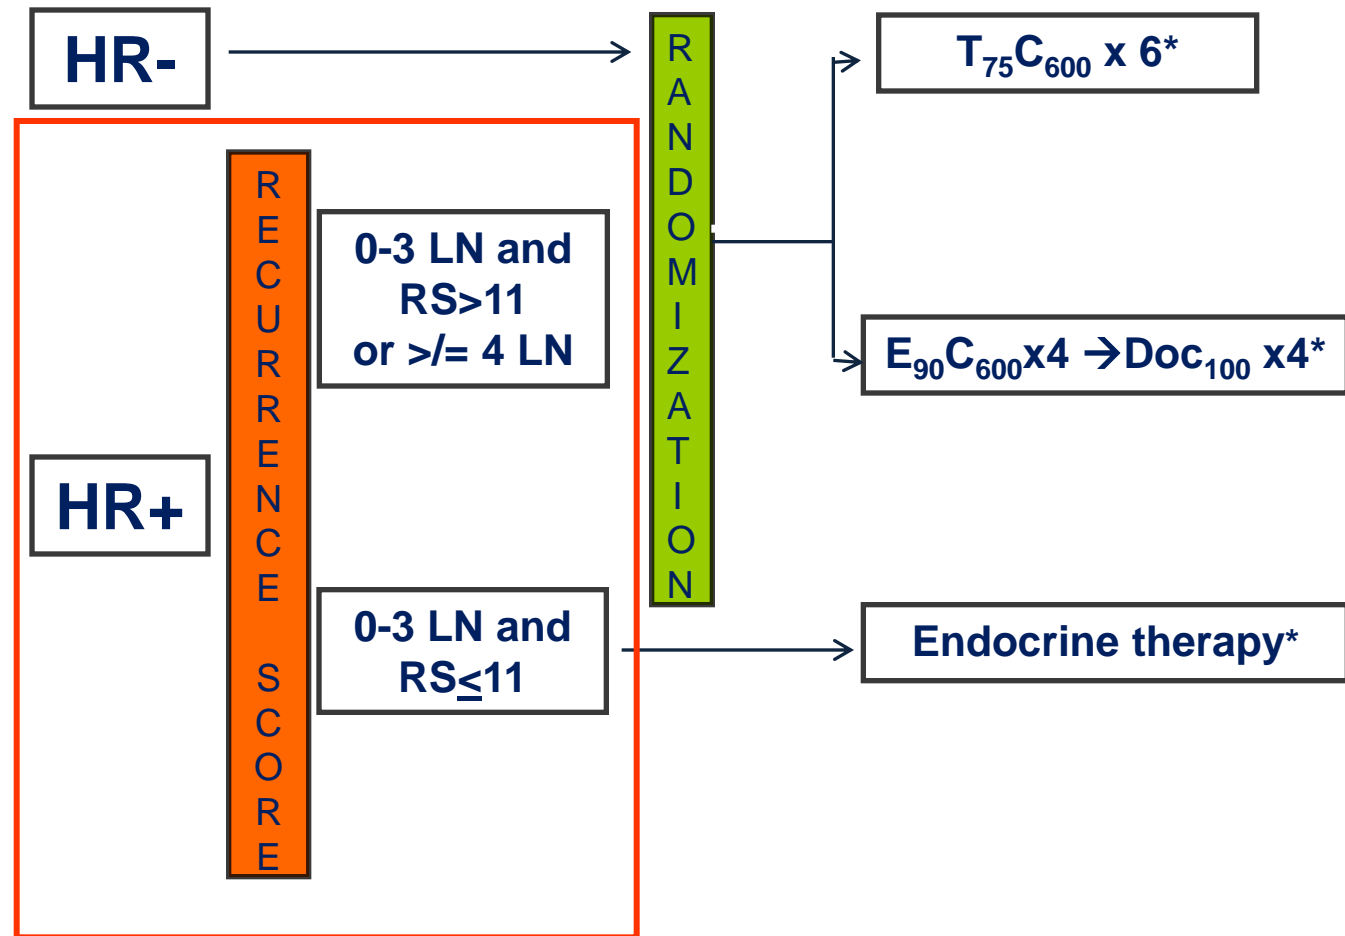 HR-
RANDOMIZATION
T₇₅C₆₀₀ x 6*
RECURRENCE SCORE
0-3 LN and
RS>11
or >/= 4 LN
E₉₀C₆₀₀x4 →Doc₁₀₀ x4*
HR+
0-3 LN and
RS≤11
Endocrine therapy*